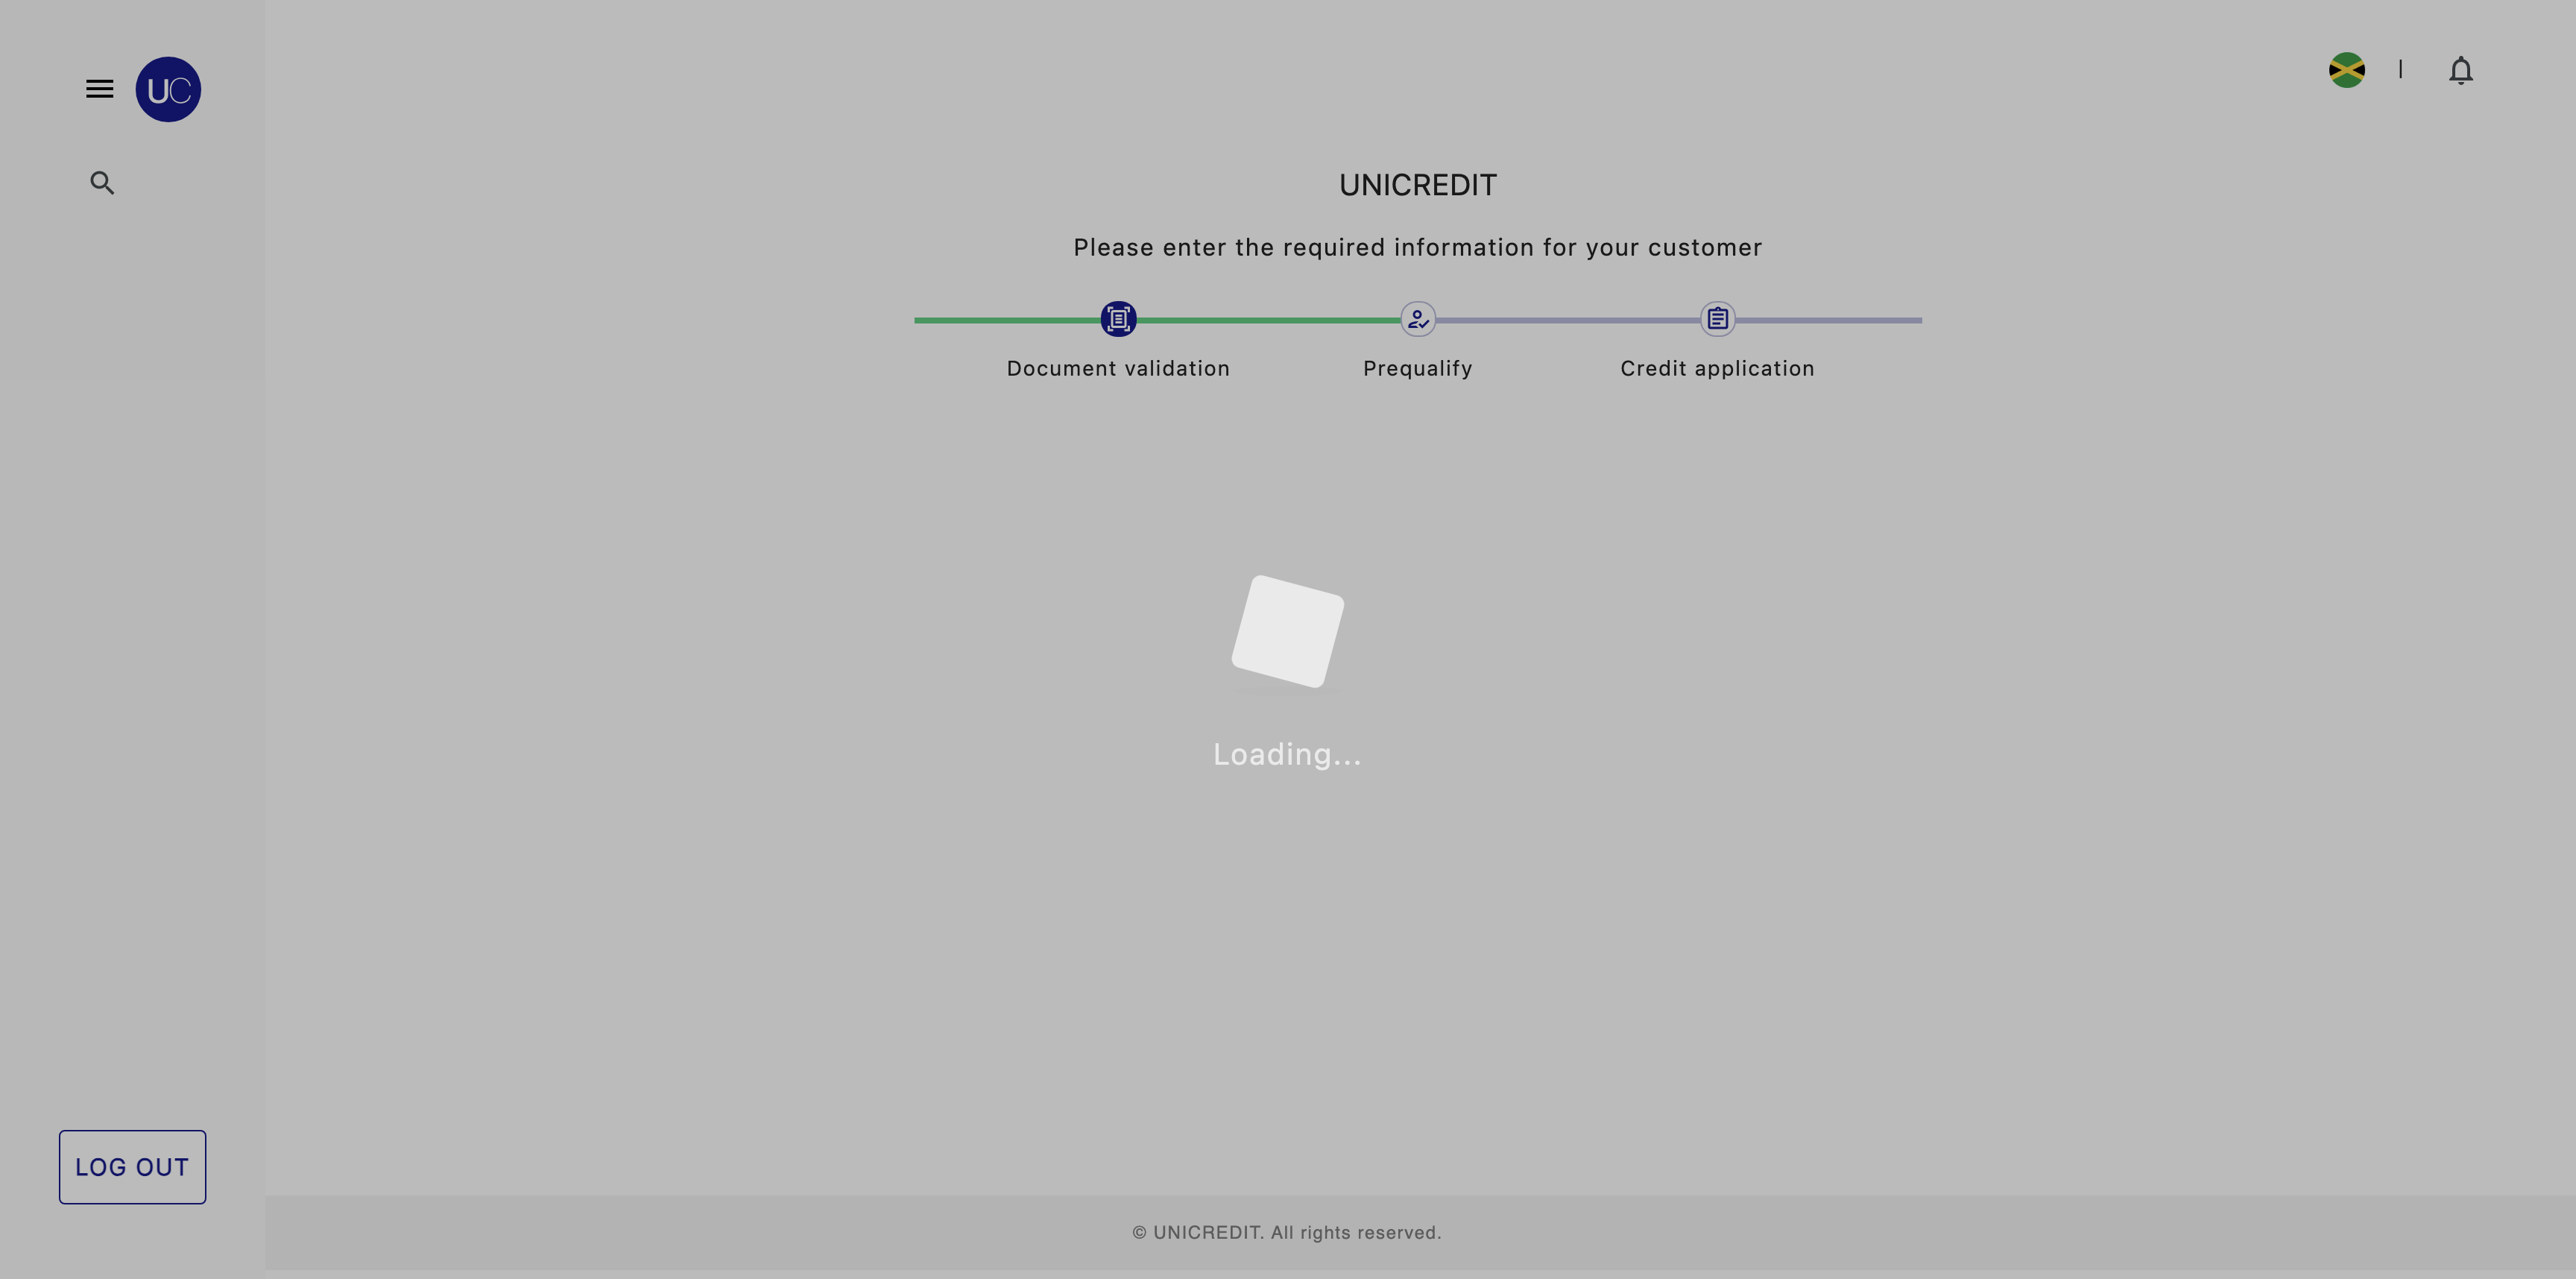 UC
UNICREDIT
Please enter the required information for your customer
Document validation
Prequalify
Credit application
Loading...
LOG OUT
© UNICREDIT. All rights reserved.